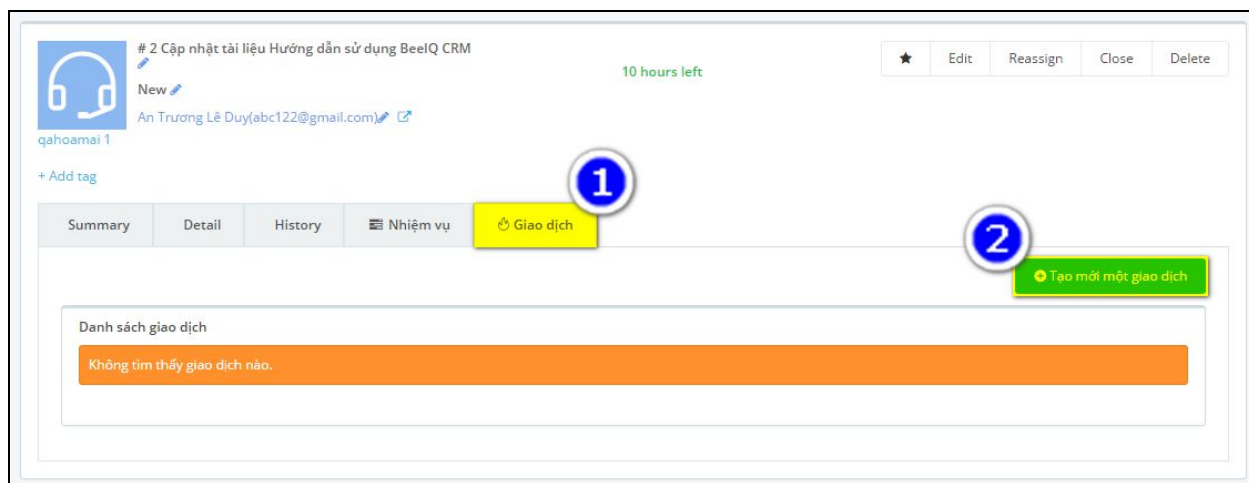 # 2 Cập nhật tài liệu Hướng dẫn sử dụng BeeIQ CRM
New
An Trương Lê Duy(abc122@gmail.com)
qahoamai 1
+ Add tag
10 hours left
★ Edit Reassign Close Delete
1
Summary Detail History Nhiệm vụ Giao dịch
2
Tạo mới một giao dịch
Danh sách giao dịch
Không tìm thấy giao dịch nào.